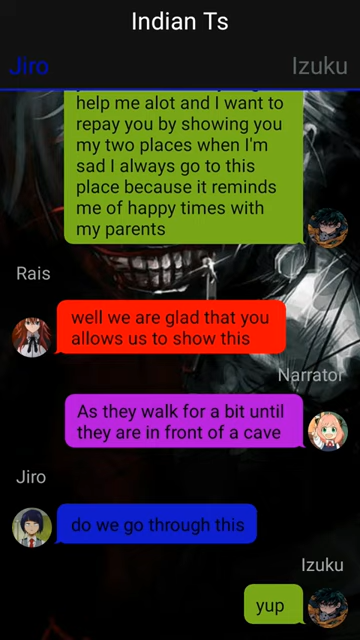 Indian Ts
Jiro
Izuku
help me alot and I want to
repay you by showing you
my two places when I'm
sad I always go to this
place because it reminds
me of happy times with
my parents
Rais
well we are glad that you
allows us to show this
Narrator
As they walk for a bit until
they are in front of a cave
Jiro
do we go through this
Izuku
yup